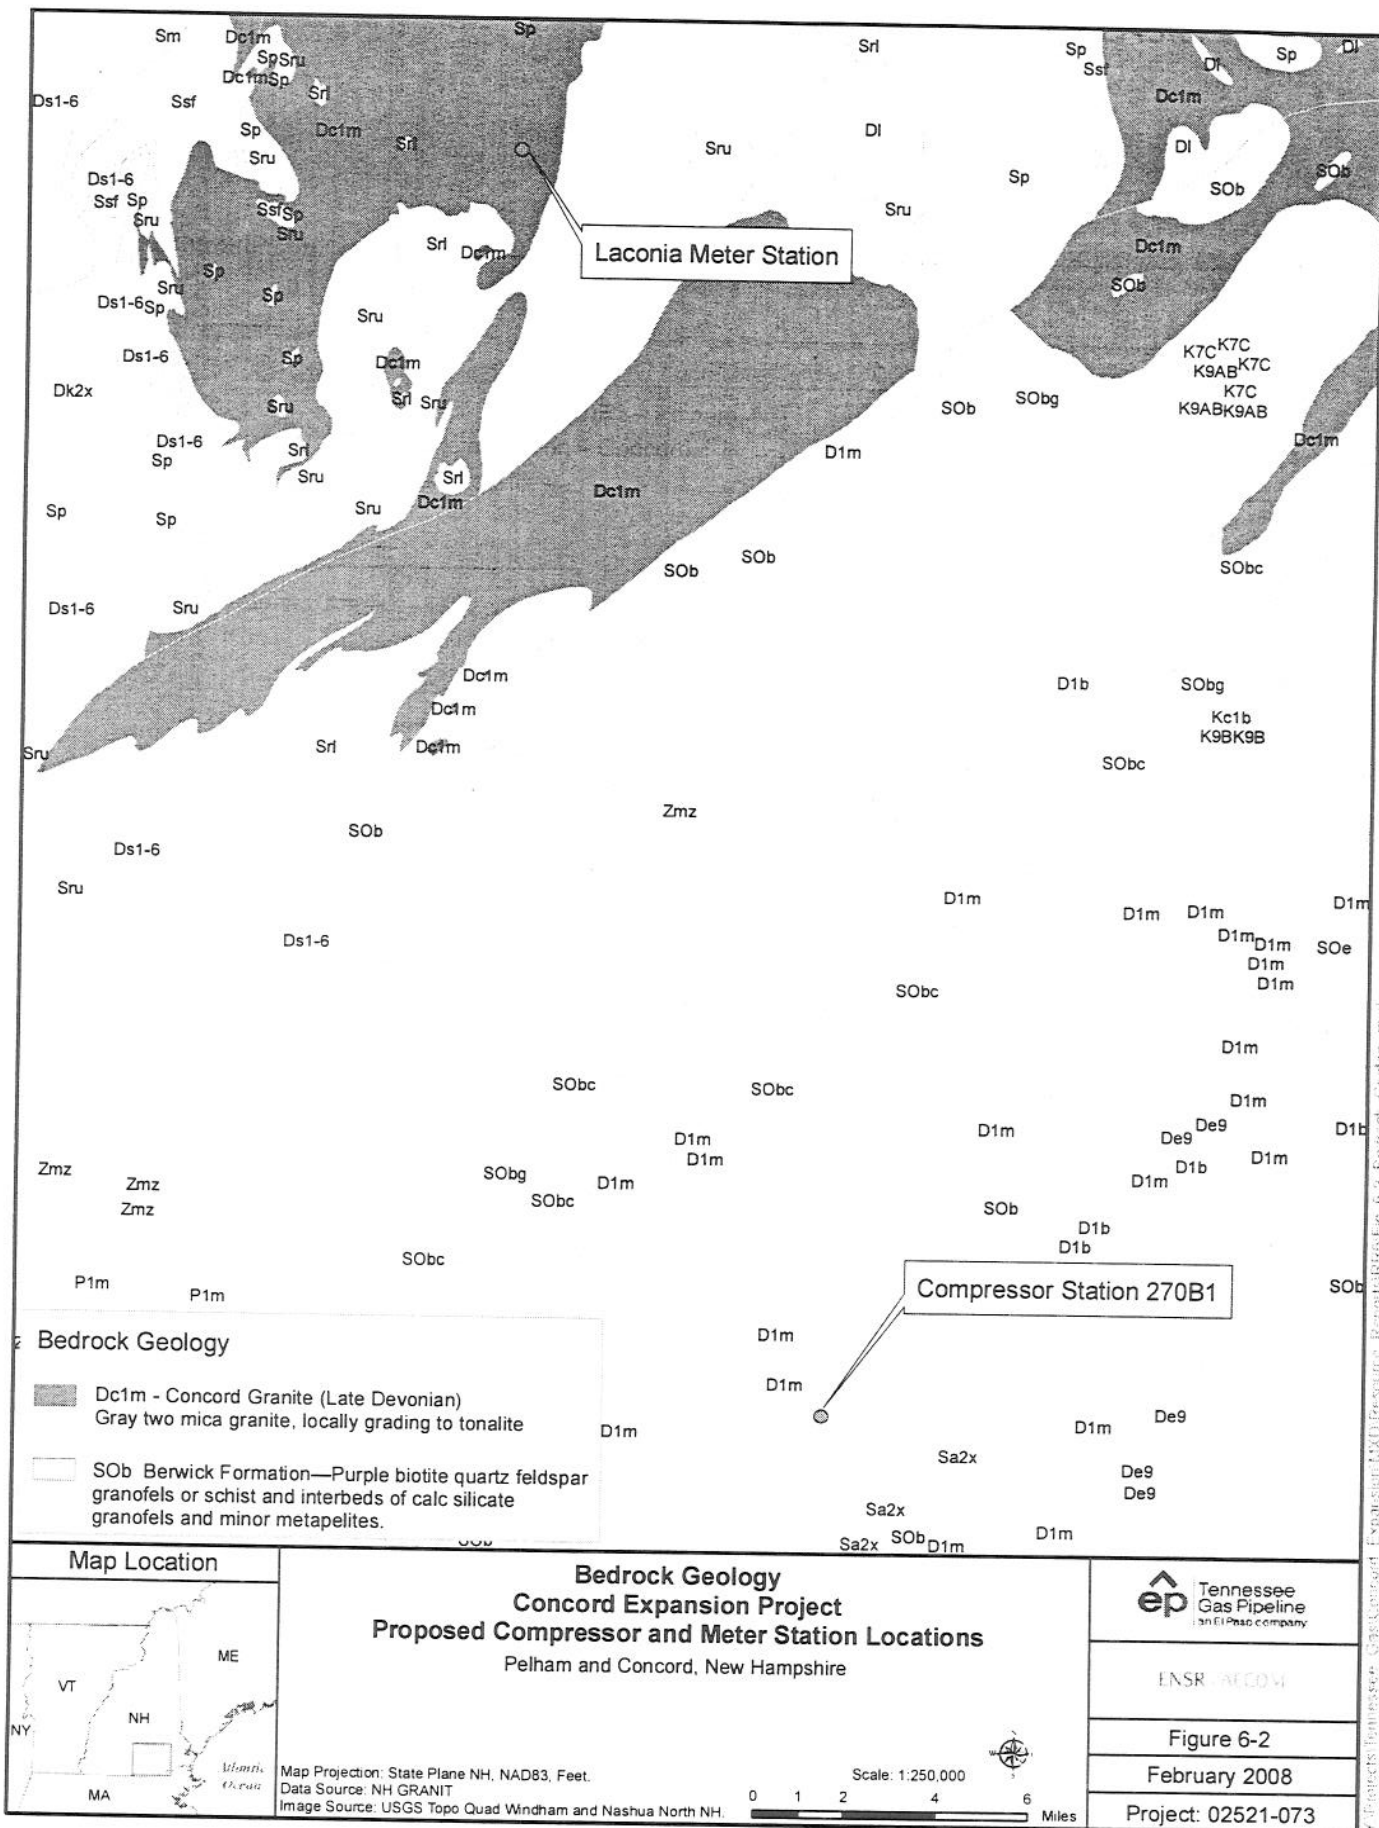 Sm
Dc1m
Sp
Sp
Sru
Dc1m
Sp
Srl
Ds1-6
Ssf
Sp
Dc1m
Srl
Sru
Srl
Sp
Ssf
Dl
Sp
Dl
Dc1m
Dl
Sru
Dl
SOb
SOb
Sp
Sru
Ds1-6
Ssf
Sp
Sru
Ssf
Sp
Sru
Srl
Dc1m
Laconia Meter Station
Dc1m
SOb
Sp
Sp
Sru
Ds1-6
Sp
Sru
Ds1-6
Sp
Dc1m
Dk2x
Sru
Srl
Sru
K7C
K7C
K9AB
K7C
K7C
K9AB
K9AB
SOb
SObg
Dc1m
Ds1-6
Sp
Srl
Sru
Srl
D1m
Dc1m
Dc1m
Sp
Sp
Sru
SOb
SOb
SObc
Ds1-6
Sru
Dc1m
Dc1m
Dc1m
D1b
SObg
Kc1b
K9BK9B
SObc
Sru
Srl
Zmz
SOb
Ds1-6
Sru
Ds1-6
D1m
D1m
D1m
D1m
D1m
D1m
D1m
D1m
SOe
SObc
D1m
SObc
SObc
D1m
D1m
D1m
D1m
De9
De9
D1b
D1b
D1m
D1m
Zmz
Zmz
Zmz
SObg
SObc
D1m
SOb
D1b
D1b
SObc
P1m
P1m
SOb
Compressor Station 270B1
D1m
D1m
D1m
D1m
De9
Sa2x
De9
De9
Sa2x
Sa2x
SOb
D1m
D1m
SOb
Bedrock Geology
Dc1m - Concord Granite (Late Devonian)
Gray two mica granite, locally grading to tonalite
SOb Berwick Formation—Purple biotite quartz feldspar
granofels or schist and interbeds of calc silicate
granofels and minor metapelites.
Map Location
VT
ME
NY
NH
MA
Atlantic
Ocean
Bedrock Geology
Concord Expansion Project
Proposed Compressor and Meter Station Locations
Pelham and Concord, New Hampshire
Map Projection: State Plane NH, NAD83, Feet.
Data Source: NH GRANIT
Image Source: USGS Topo Quad Windham and Nashua North NH.
Scale: 1:250,000
0 1 2 4 6 Miles
ep Tennessee
Gas Pipeline
an El Paso company
ENSR AECOM
Figure 6-2
February 2008
Project: 02521-073